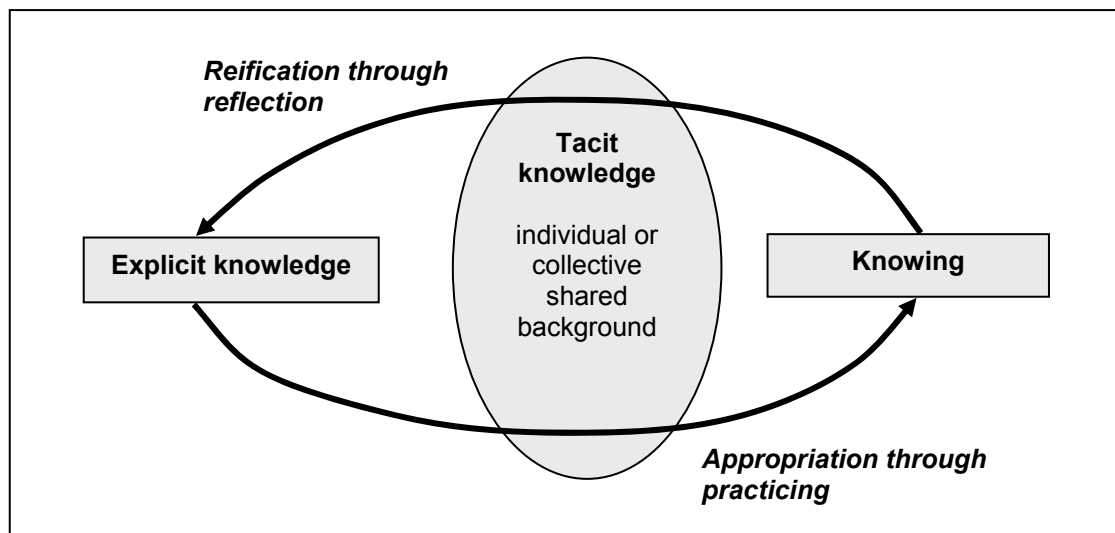 Reification through
reflection
Tacit
knowledge
individual or
collective
shared
background
Explicit knowledge
Knowing
Appropriation through
practicing